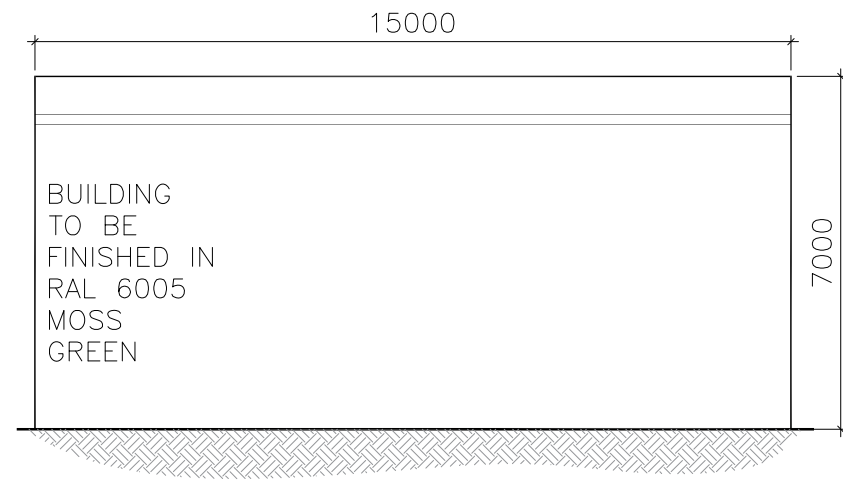 15000
BUILDING
TO BE
FINISHED IN
RAL 6005
MOSS
GREEN
7000